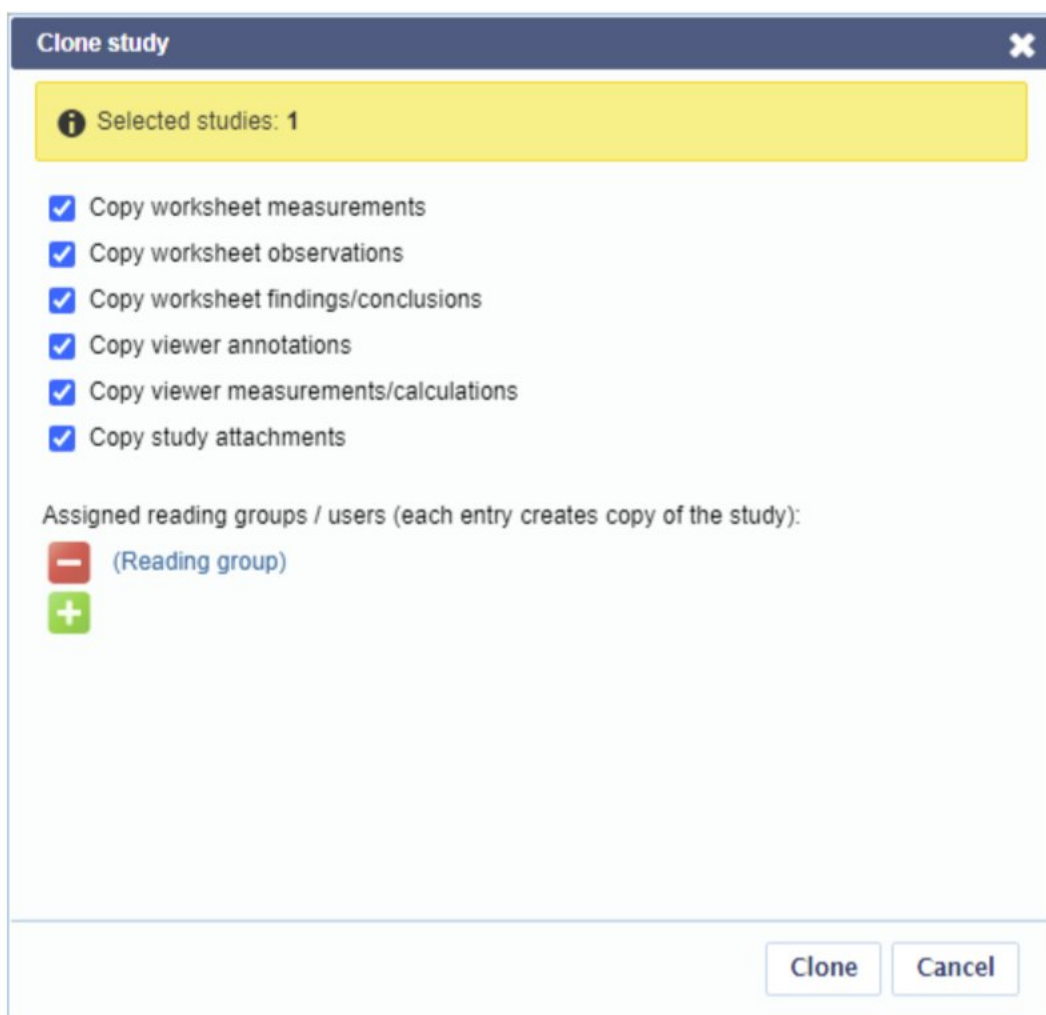 Clone study
Selected studies: 1
Copy worksheet measurements
Copy worksheet observations
Copy worksheet findings/conclusions
Copy viewer annotations
Copy viewer measurements/calculations
Copy study attachments
Assigned reading groups / users (each entry creates copy of the study):
(Reading group)
Clone Cancel